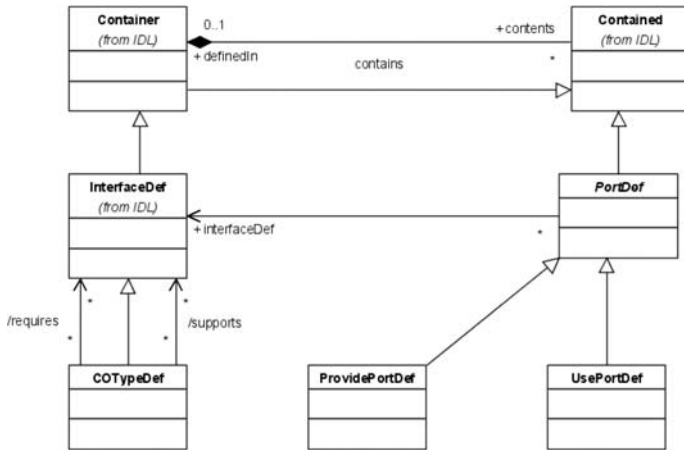 Container
(from IDL)
0..1
+ contents
Contained
(from IDL)
+ definedIn
contains
*
InterfaceDef
(from IDL)
PortDef
+ interfaceDef
*
*
*
/requires
/supports
*
*
COTypeDef
ProvidePortDef
UsePortDef